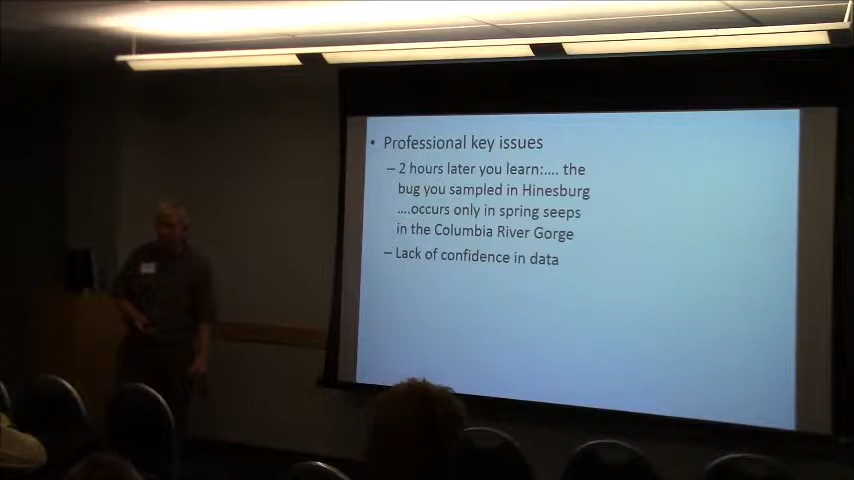 • Professional key issues
– 2 hours later you learn:.... the
bug you sampled in Hinesburg
....occurs only in spring seeps
in the Columbia River Gorge
– Lack of confidence in data